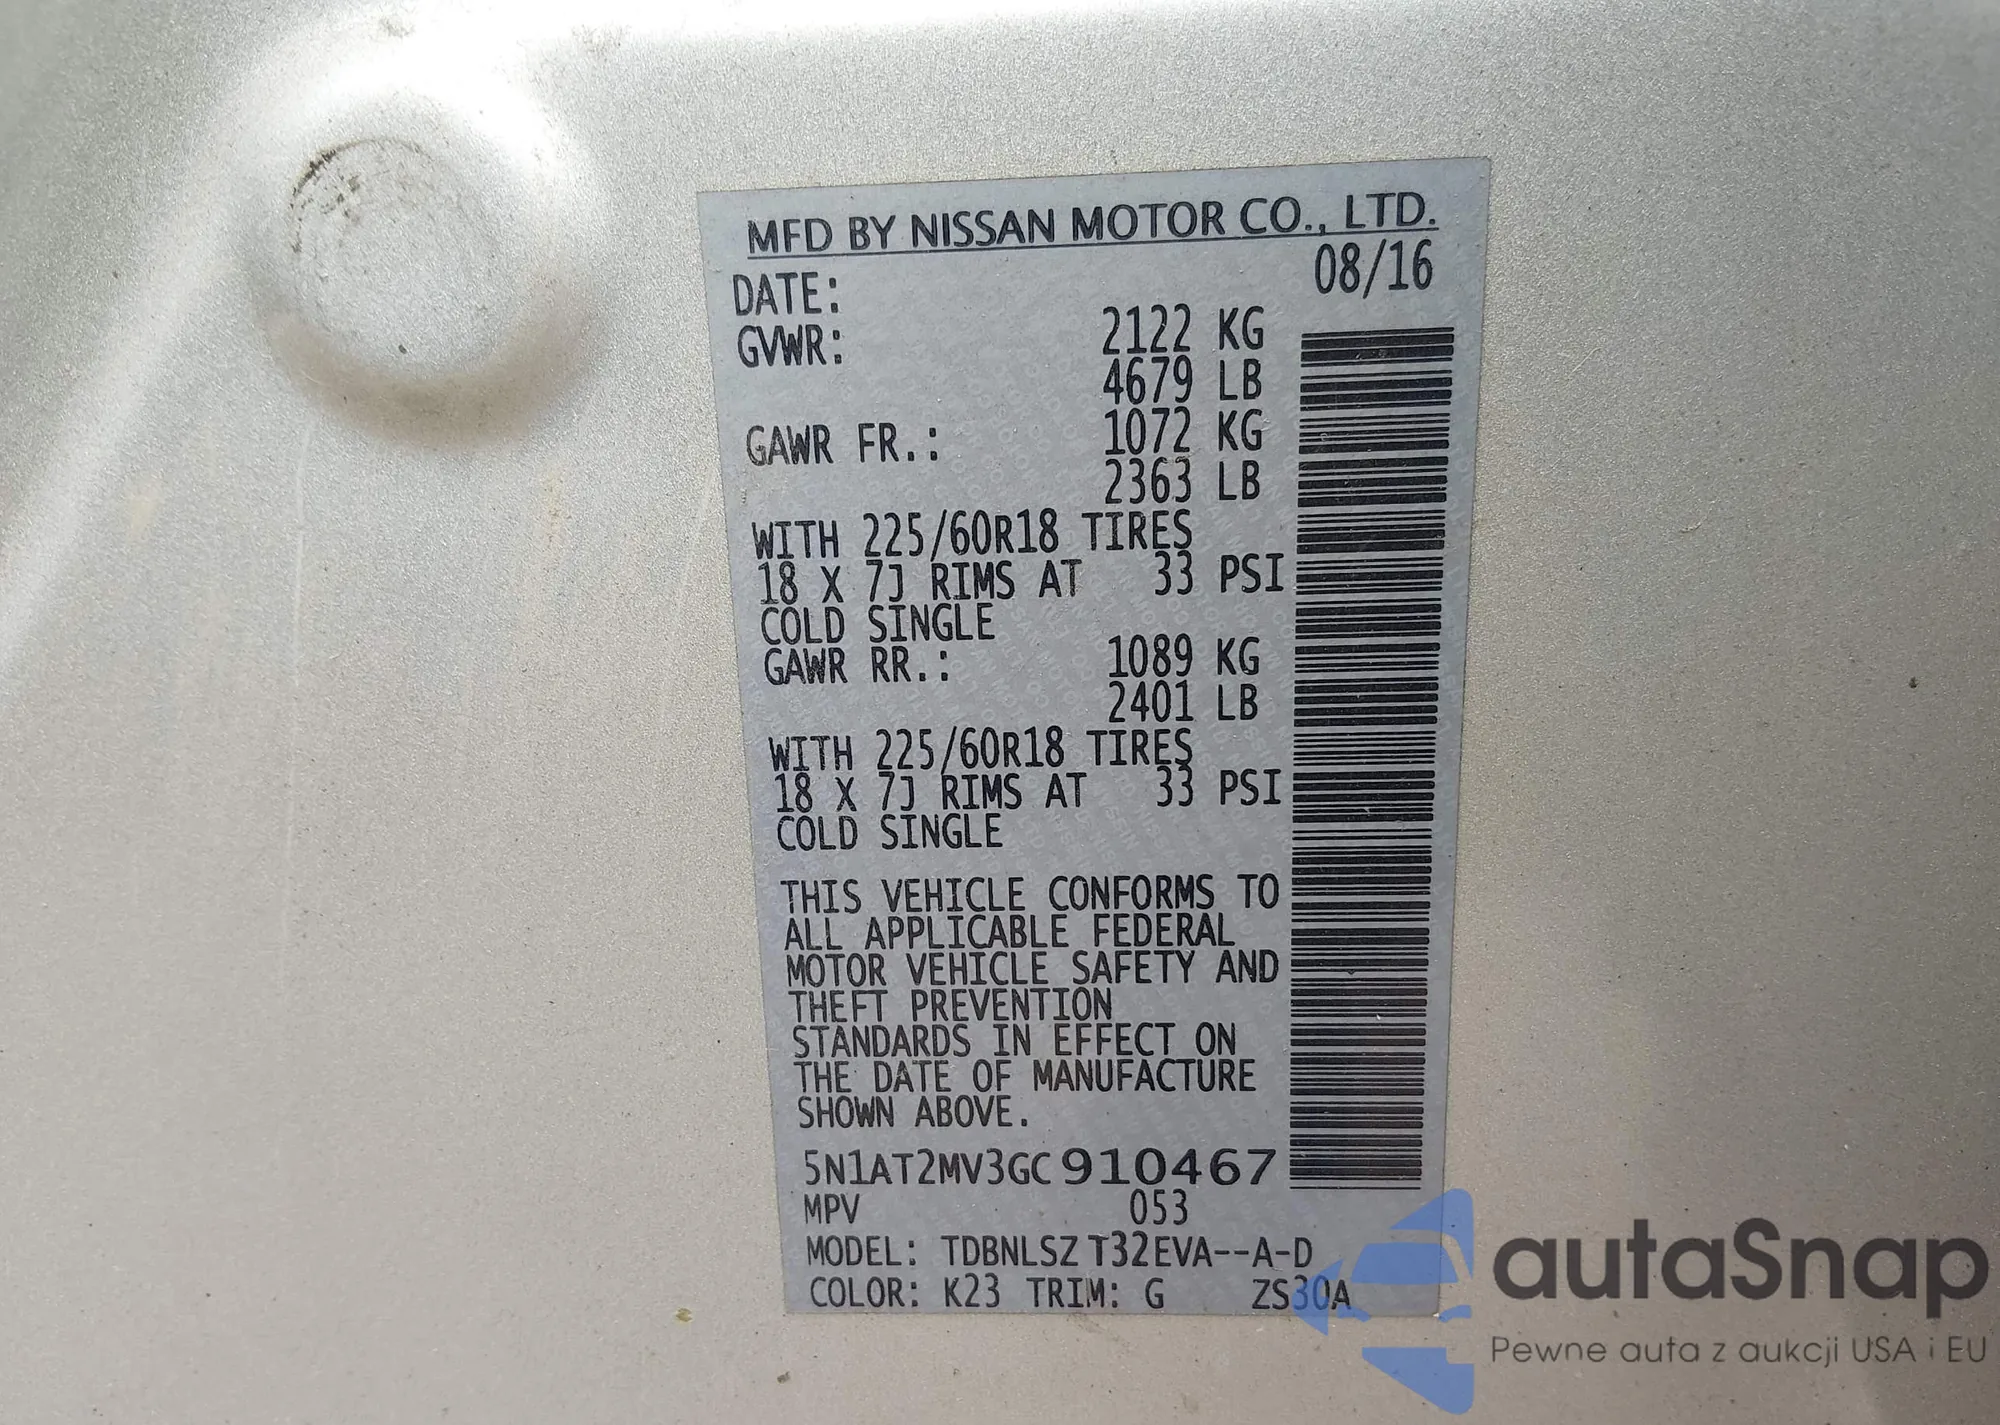 MFD BY NISSAN MOTOR CO., LTD.
DATE: 08/16
GVWR: 2122 KG
4679 LB
GAWR FR.: 1072 KG
2363 LB
WITH 225/60R18 TIRES
18 X 7J RIMS AT 33 PSI
COLD SINGLE
GAWR RR.: 1089 KG
2401 LB
WITH 225/60R18 TIRES
18 X 7J RIMS AT 33 PSI
COLD SINGLE
THIS VEHICLE CONFORMS TO
ALL APPLICABLE FEDERAL
MOTOR VEHICLE SAFETY AND
THEFT PREVENTION
STANDARDS IN EFFECT ON
THE DATE OF MANUFACTURE
SHOWN ABOVE.
5N1AT2MV3GC910467
MPV 053
MODEL: TDBNLSZ T32EVA--A-D
COLOR: K23 TRIM: G ZS30A
autaSnap
Pewne auta z aukcji USA i EU